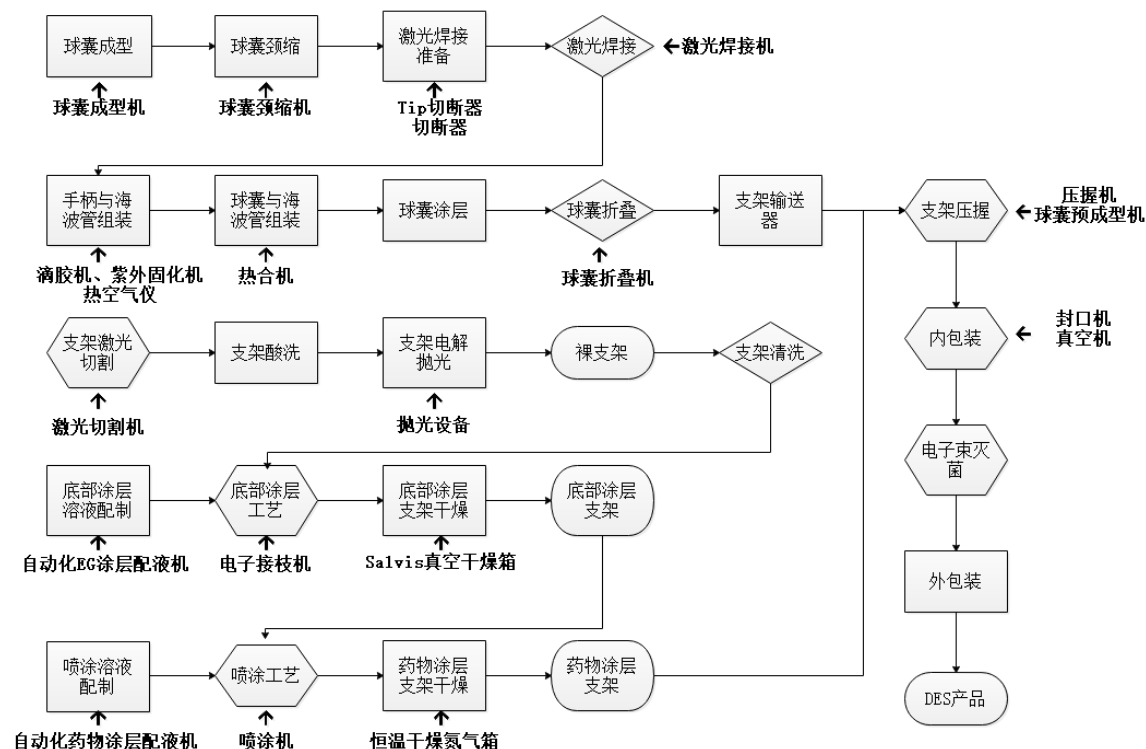 球囊成型
球囊颈缩
激光焊接
准备
激光焊接
←激光焊接机
球囊成型机
球囊颈缩机
Tip切断器
切断器
手柄与海
波管组装
球囊与海
波管组装
球囊涂层
球囊折叠
支架输送
器
支架压握
压握机
球囊预成型机
滴胶机、紫外固化机
热空气仪
热合机
球囊折叠机
支架激光
切割
支架酸洗
支架电解
抛光
裸支架
支架清洗
内包装
封口机
真空机
激光切割机
抛光设备
底部涂层
溶液配制
底部涂层
工艺
底部涂层
支架干燥
底部涂层
支架
电子束灭
菌
自动化EG涂层配液机
电子接枝机
Salvis真空干燥箱
外包装
喷涂溶液
配制
喷涂工艺
药物涂层
支架干燥
药物涂层
支架
DES产品
自动化药物涂层配液机
喷涂机
恒温干燥氮气箱